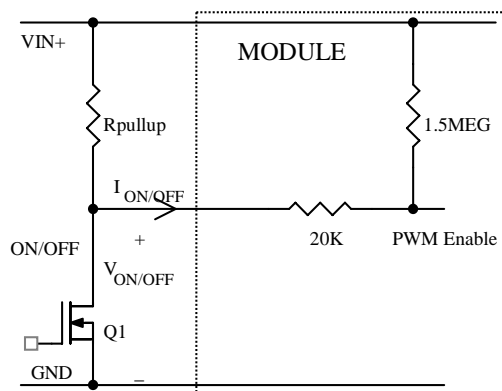 VIN+
MODULE
Rpullup
1.5MEG
I ON/OFF
+
20K
PWM Enable
ON/OFF
V ON/OFF
Q1
GND
–